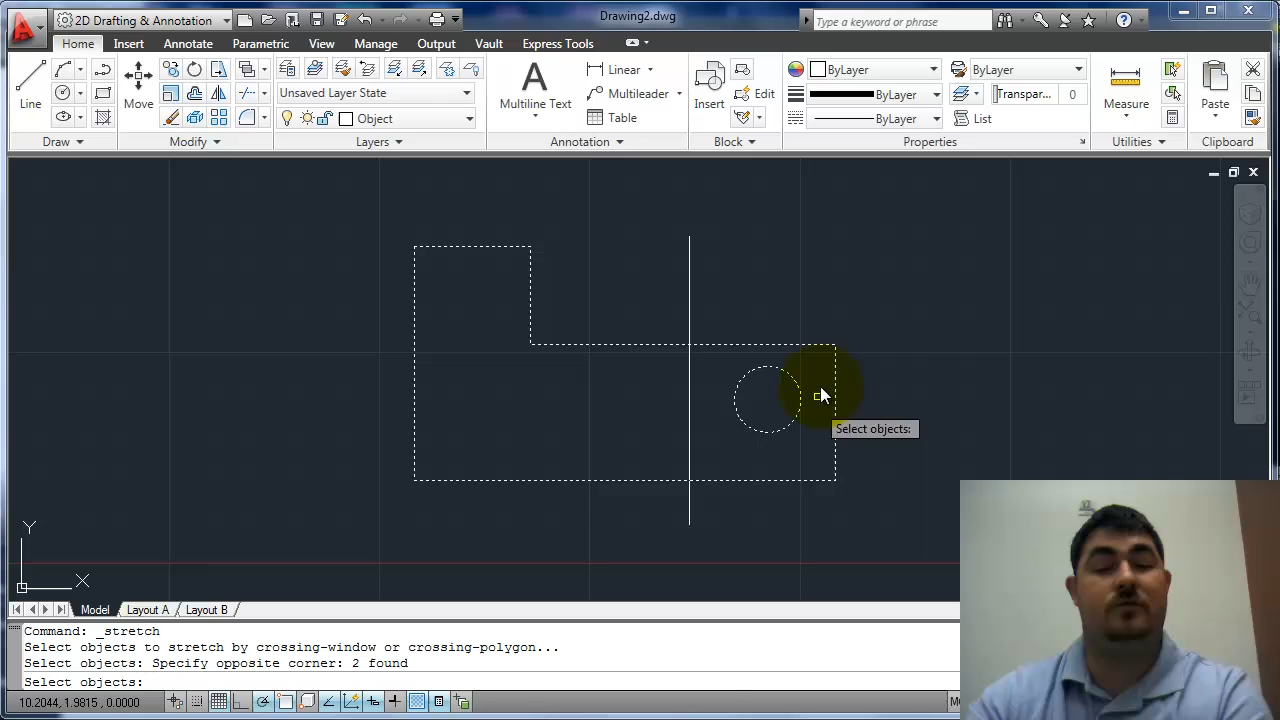 2D Drafting & Annotation
Drawing2.dwg
Type a keyword or phrase
Home Insert Annotate Parametric View Manage Output Vault Express Tools
Line
Move
Unsaved Layer State
Object
Multiline Text
Linear
Multileader
Table
Insert
Edit
ByLayer
ByLayer
ByLayer
ByLayer
Transpar...
0
List
Measure
Paste
Draw Modify Layers Annotation Block Properties Utilities Clipboard
Select objects:
Y
X
Model Layout A Layout B
Command: _stretch
Select objects to stretch by crossing-window or crossing-polygon...
Select objects: Specify opposite corner: 2 found
Select objects:
10.2044, 1.9815, 0.0000